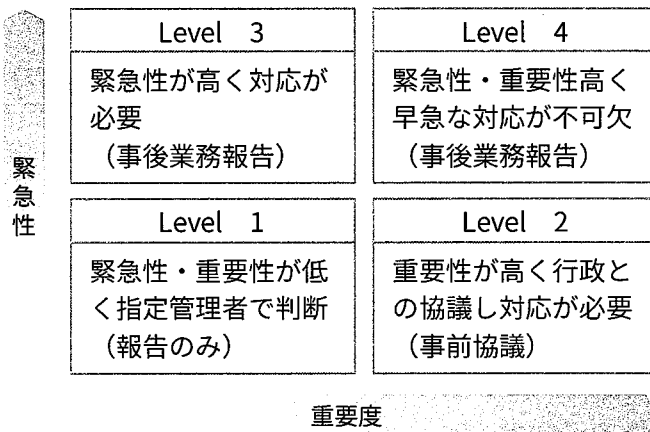 Level 3
緊急性が高く対応が
必要
（事後業務報告）
Level 4
緊急性・重要性高く
早急な対応が不可欠
（事後業務報告）
緊急性
Level 1
緊急性・重要性が低
く指定管理者で判断
（報告のみ）
Level 2
重要性が高く行政と
の協議し対応が必要
（事前協議）
重要度